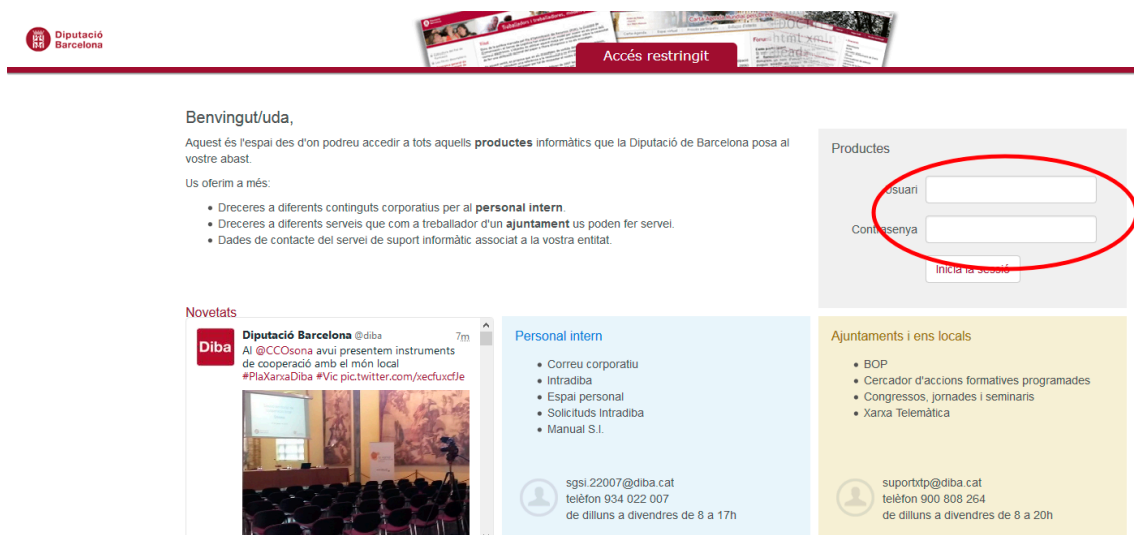 Diputació
Barcelona
Accés restringit
Benvingut/uda,
Aquest és l'espai des d'on podreu accedir a tots aquells productes informàtics que la Diputació de Barcelona posa al
vostre abast.
Us oferim a més:
Dreceres a diferents continguts corporatius per al personal intern.
Dreceres a diferents serveis que com a treballador d'un ajuntament us poden fer servei.
Dades de contacte del servei de suport informàtic associat a la vostra entitat.
Productes
Usuari
Contrasenya
Inicia la sessió
Novetats
Diba
Diputació Barcelona @diba 7m
Al @CCOsona avui presentem instruments
de cooperació amb el món local
#PlaXarxaDiba #Vic pic.twitter.com/xecfuxcfJe
Personal intern
Correu corporatiu
Intradiba
Espai personal
Solicituds Intradiba
Manual S.I.
sgsi.22007@diba.cat
telèfon 934 022 007
de dilluns a divendres de 8 a 17h
Ajuntaments i ens locals
BOP
Cercador d'accions formatives programades
Congressos, jornades i seminaris
Xarxa Telemàtica
suportxtp@diba.cat
telèfon 900 808 264
de dilluns a divendres de 8 a 20h